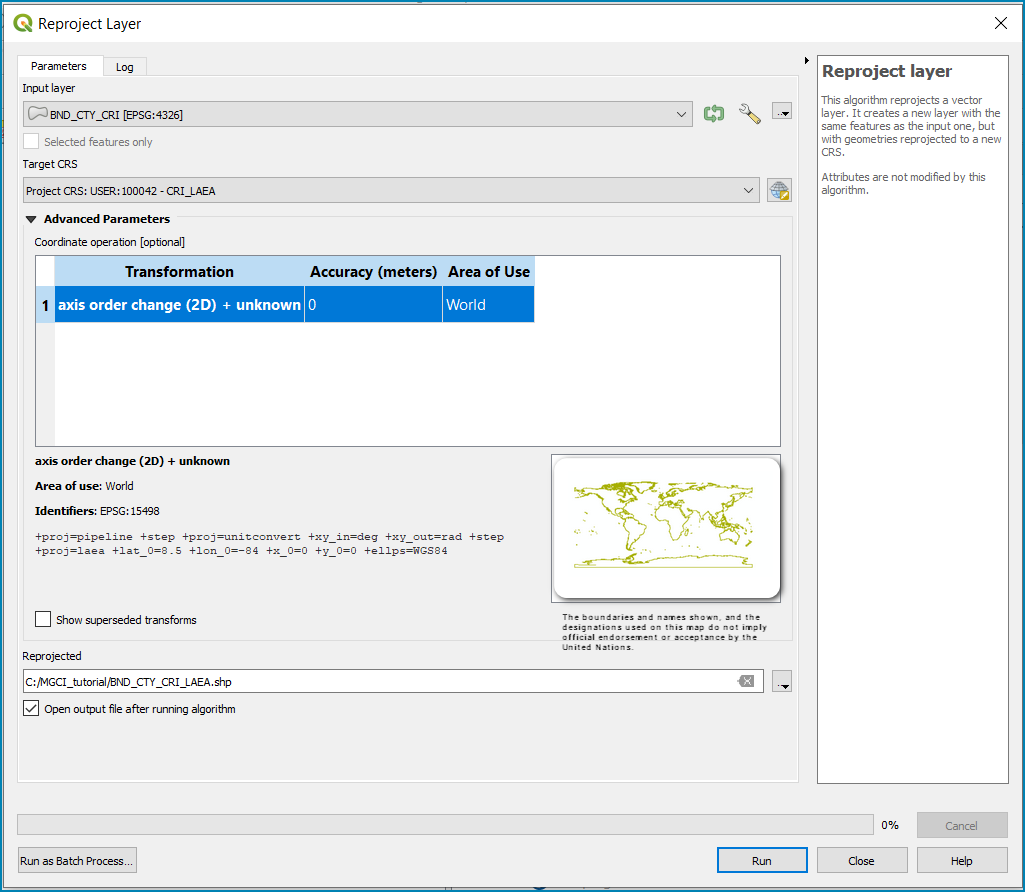 Reproject Layer
Parameters
Log
Input layer
BND_CTY_CRI [EPSG:4326]
Selected features only
Target CRS
Project CRS: USER:100042 - CRI_LAEA
Advanced Parameters
Coordinate operation [optional]
Transformation Accuracy (meters) Area of Use
1 axis order change (2D) + unknown 0 World
axis order change (2D) + unknown
Area of use: World
Identifiers: EPSG:15498
+proj=pipeline +step +proj=unitconvert +xy_in=deg +xy_out=rad +step
+proj=laea +lat_0=8.5 +lon_0=-84 +x_0=0 +y_0=0 +ellps=WGS84
Show superseded transforms
The boundaries and names shown, and the
designations used on this map do not imply
official endorsement or acceptance by the
United Nations.
Reprojected
C:/MGCI_tutorial/BND_CTY_CRI_LAEA.shp
Open output file after running algorithm
Reproject layer
This algorithm reprojects a vector
layer. It creates a new layer with the
same features as the input one, but
with geometries reprojected to a new
CRS.
Attributes are not modified by this
algorithm.
0%
Cancel
Run as Batch Process...
Run
Close
Help